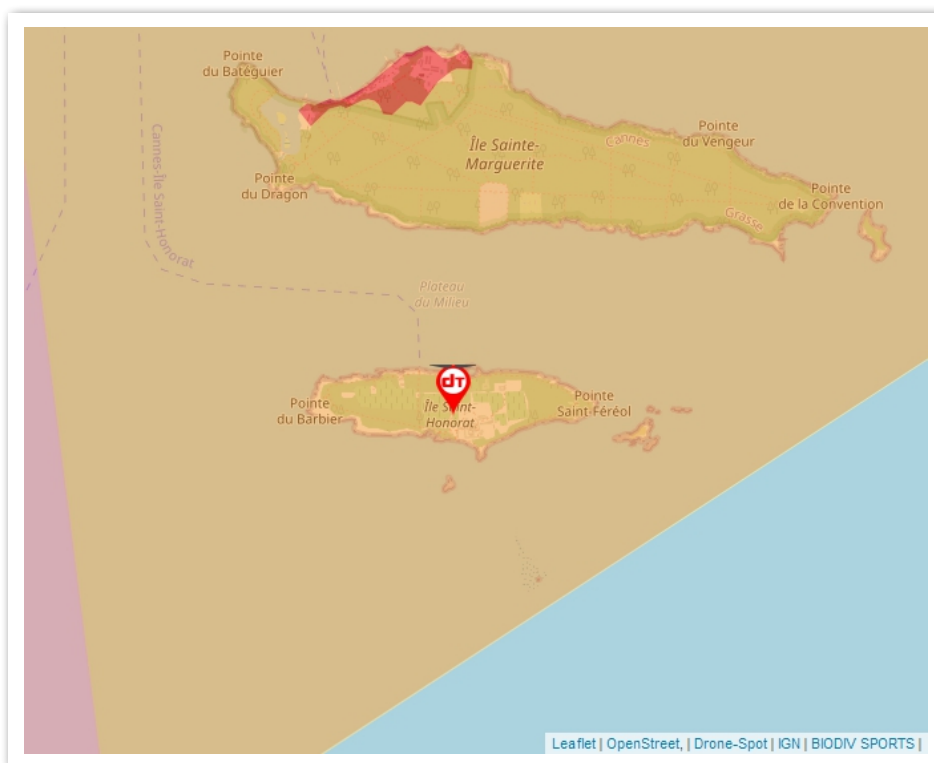 Pointe
du Batéguier
Cannes-Île Saint-Honorat
Île Sainte-
Marguerite
Cannes
Pointe
du Vengeur
Pointe
du Dragon
Pointe
de la Convention
Grasse
Plateau
du Milieu
dT
Pointe
du Barbier
Île Saint-
Honorat
Pointe
Saint-Féréol
Leaflet | OpenStreet, | Drone-Spot | IGN | BIODIV SPORTS |